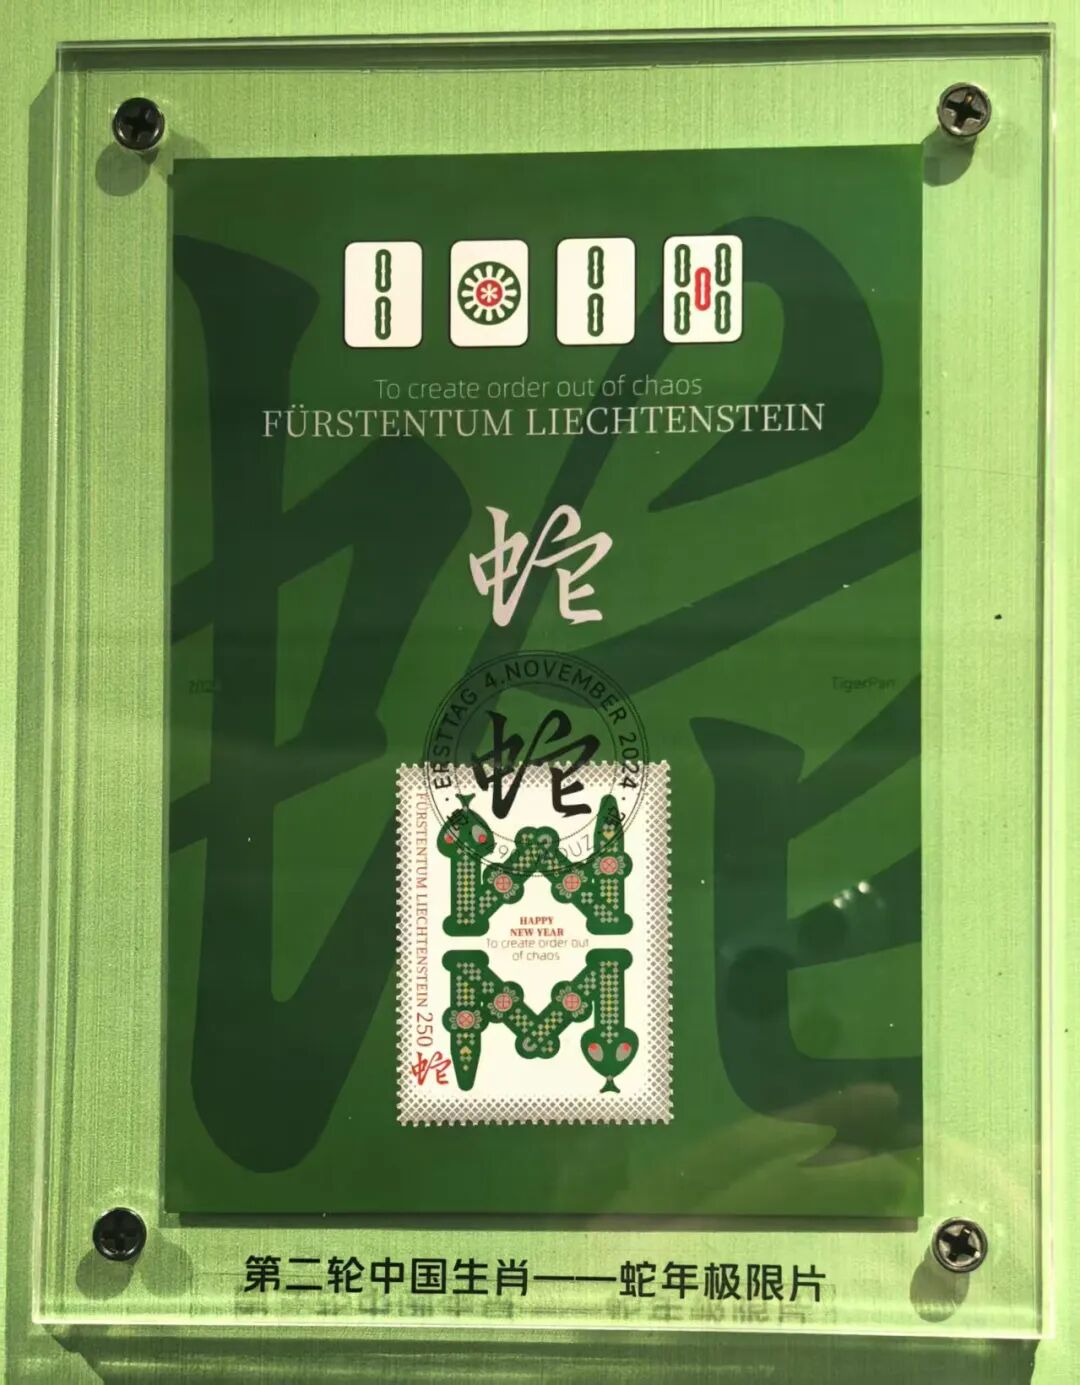 To create order out of chaos
FÜRSTENTUM LIECHTENSTEIN
蛇
TigerPan
ERSTTAG 4.NOVEMBER 2024
蛇
FÜRSTENTUM LIECHTENSTEIN 250
蛇
HAPPY
NEW YEAR
To create order out
of chaos
第二轮中国生肖——蛇年极限片